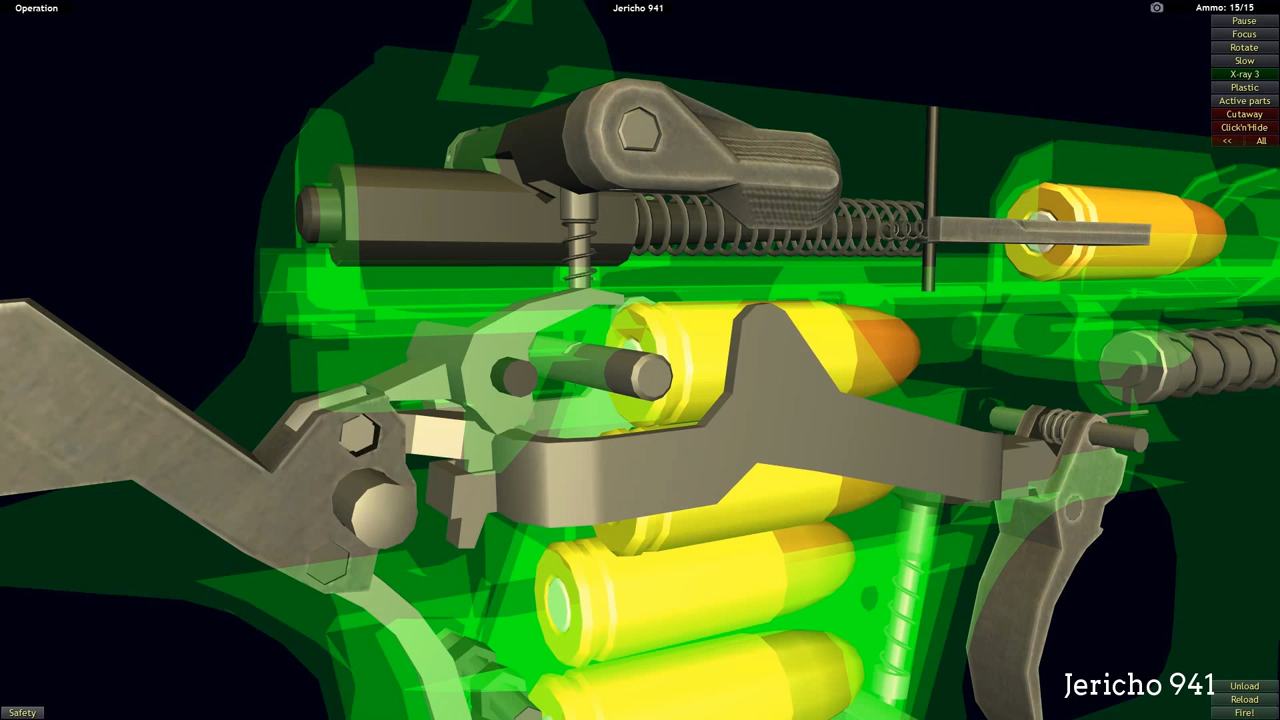 Operation
Jericho 941
Ammo: 15/15
Pause
Focus
Rotate
Slow
X-ray 3
Plastic
Active parts
Cutaway
Click'n'Hide
<< All
Jericho 941
Unload
Reload
Fire!
Safety